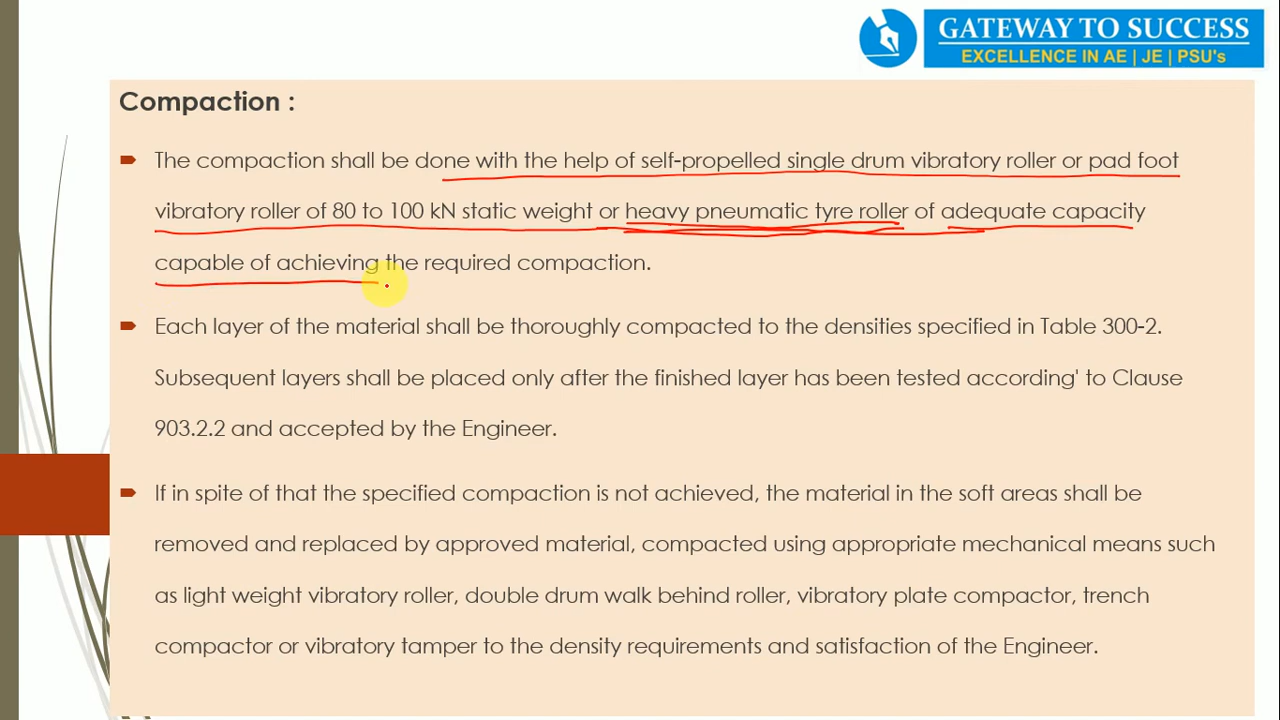 GATEWAY TO SUCCESS
EXCELLENCE IN AE | JE | PSU's
Compaction :
The compaction shall be done with the help of self-propelled single drum vibratory roller or pad foot
vibratory roller of 80 to 100 kN static weight or heavy pneumatic tyre roller of adequate capacity
capable of achieving the required compaction.
Each layer of the material shall be thoroughly compacted to the densities specified in Table 300-2.
Subsequent layers shall be placed only after the finished layer has been tested according' to Clause
903.2.2 and accepted by the Engineer.
If in spite of that the specified compaction is not achieved, the material in the soft areas shall be
removed and replaced by approved material, compacted using appropriate mechanical means such
as light weight vibratory roller, double drum walk behind roller, vibratory plate compactor, trench
compactor or vibratory tamper to the density requirements and satisfaction of the Engineer.